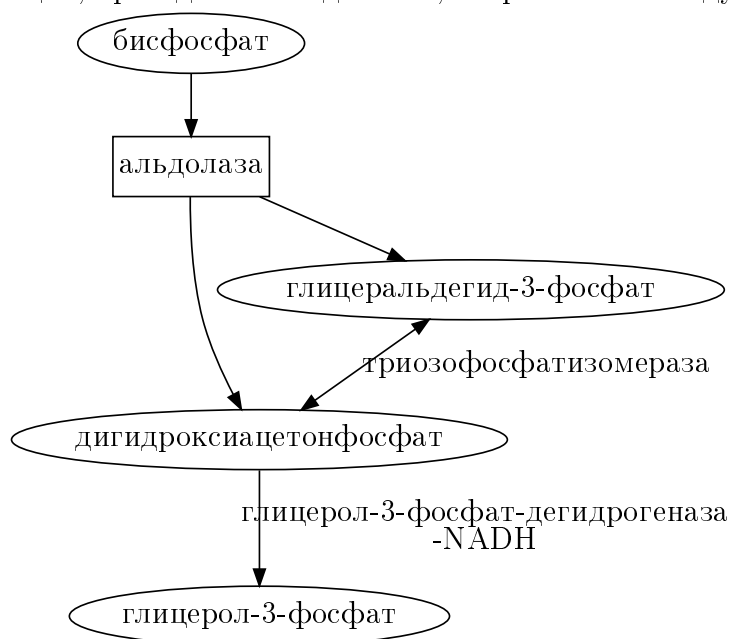 бисфосфат
альдолаза
глицеральдегид-3-фосфат
триозофосфатизомераза
дигидроксиацетонфосфат
глицерол-3-фосфат-дегидрогеназа
-NADH
глицерол-3-фосфат